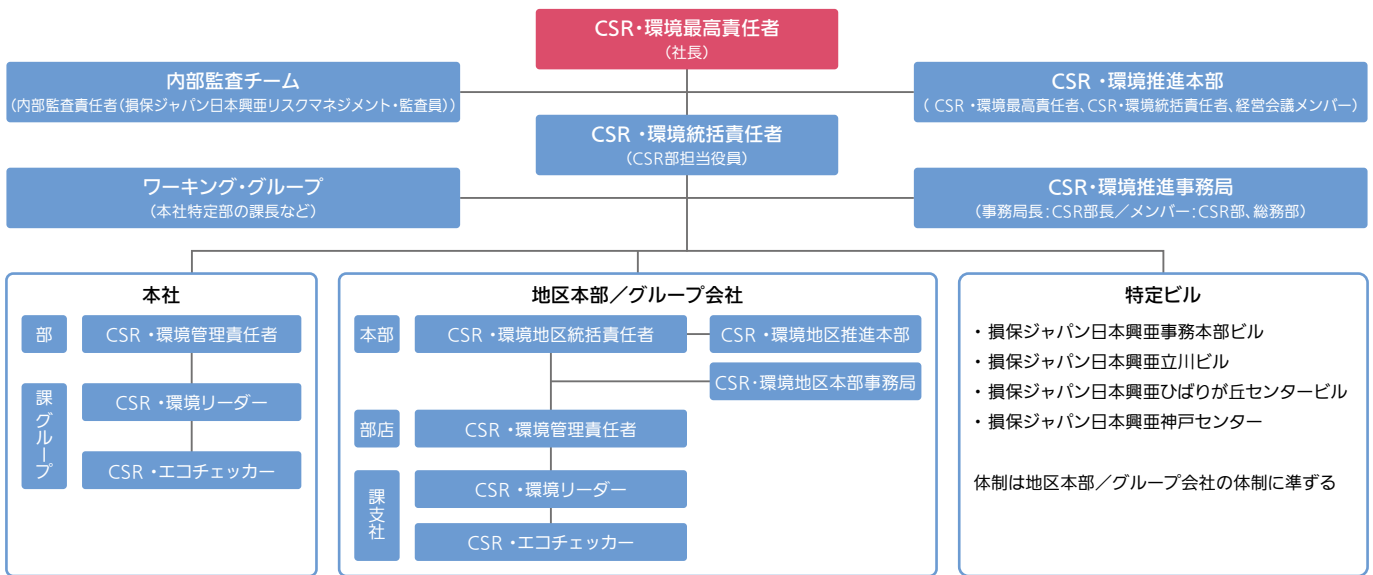 CSR・環境最高責任者
(社長)
内部監査チーム
(内部監査責任者(損保ジャパン日本興亜リスクマネジメント・監査員))
CSR・環境推進本部
(CSR・環境最高責任者、CSR・環境統括責任者、経営会議メンバー)
CSR・環境統括責任者
(CSR部担当役員)
ワーキング・グループ
(本社特定部の課長など)
CSR・環境推進事務局
(事務局長:CSR部長/メンバー:CSR部、総務部)
本社
部
CSR・環境管理責任者
課グループ
CSR・環境リーダー
CSR・エコチェッカー
地区本部/グループ会社
本部
CSR・環境地区統括責任者
CSR・環境地区推進本部
CSR・環境地区本部事務局
部店
CSR・環境管理責任者
課支社
CSR・環境リーダー
CSR・エコチェッカー
特定ビル
・損保ジャパン日本興亜事務本部ビル
・損保ジャパン日本興亜立川ビル
・損保ジャパン日本興亜ひばりが丘センタービル
・損保ジャパン日本興亜神戸センター
体制は地区本部/グループ会社の体制に準ずる